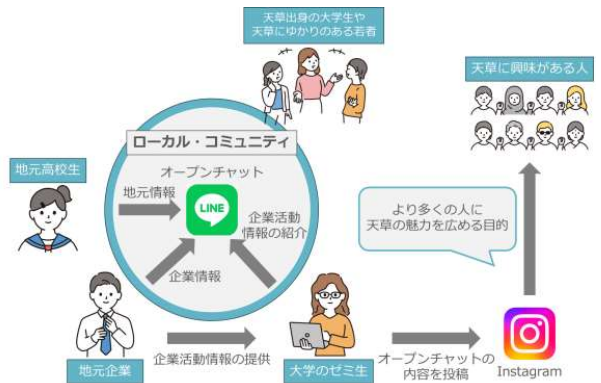 天草出身の大学生や
天草にゆかりのある若者
天草に興味がある人
ローカル・コミュニティ
オープンチャット
地元高校生
地元情報
LINE
企業活動
情報の紹介
より多くの人に
天草の魅力を広める目的
企業情報
地元企業
企業活動情報の提供
大学のゼミ生
オープンチャットの
内容を投稿
Instagram